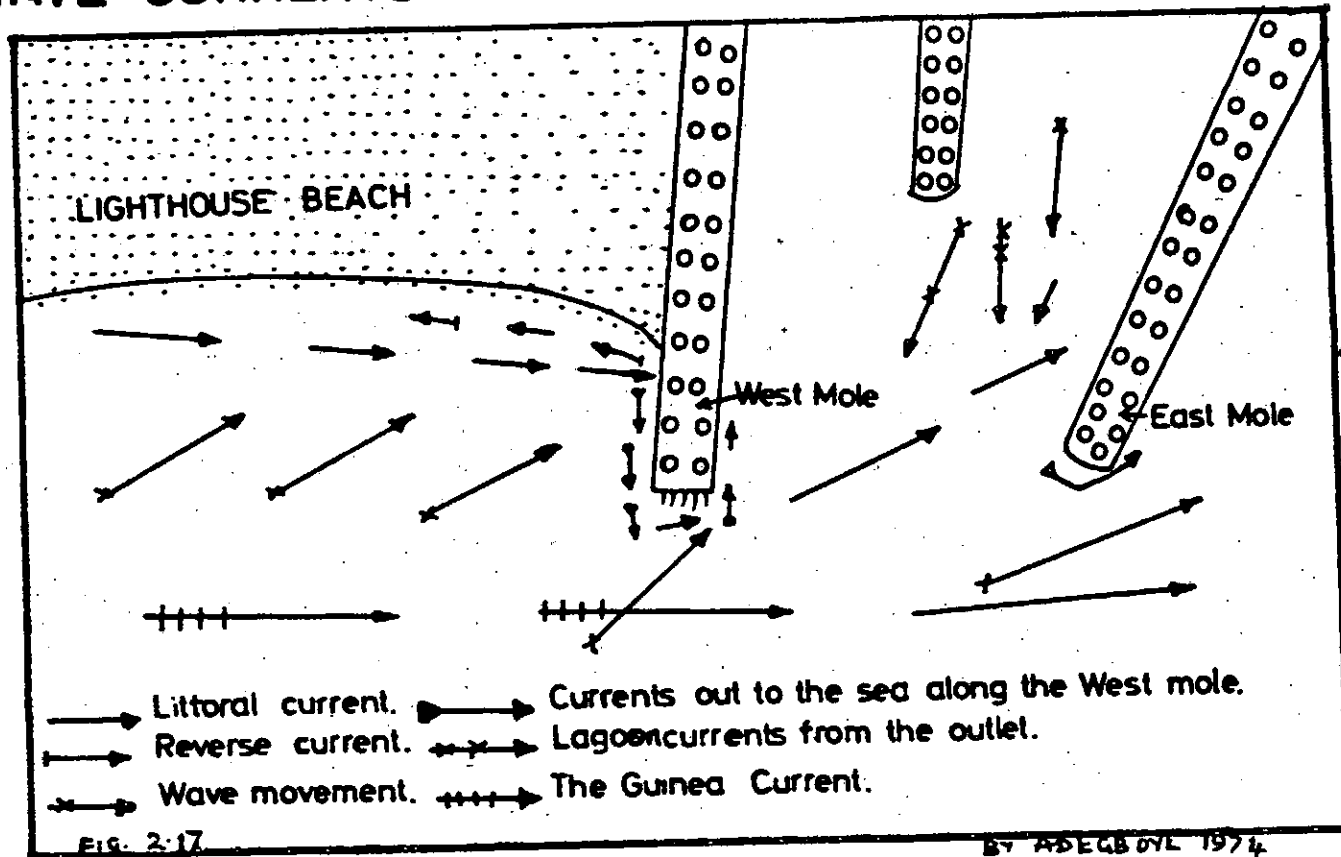 LIGHTHOUSE BEACH
West Mole
East Mole
Littoral current.
Currents out to the sea along the West mole.
Reverse current.
Lagooncurrents from the outlet.
Wave movement.
The Guinea Current.
FIG. 2·17
BY ADEGBOYE 1974